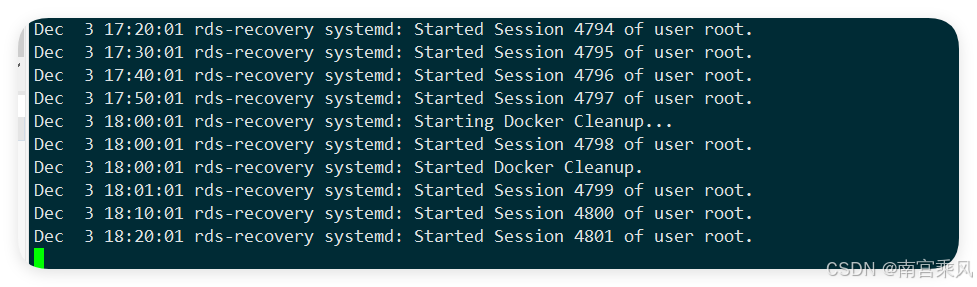 Dec  3 17:20:01 rds-recovery systemd: Started Session 4794 of user root.
Dec  3 17:30:01 rds-recovery systemd: Started Session 4795 of user root.
Dec  3 17:40:01 rds-recovery systemd: Started Session 4796 of user root.
Dec  3 17:50:01 rds-recovery systemd: Started Session 4797 of user root.
Dec  3 18:00:01 rds-recovery systemd: Starting Docker Cleanup...
Dec  3 18:00:01 rds-recovery systemd: Started Session 4798 of user root.
Dec  3 18:00:01 rds-recovery systemd: Started Docker Cleanup.
Dec  3 18:01:01 rds-recovery systemd: Started Session 4799 of user root.
Dec  3 18:10:01 rds-recovery systemd: Started Session 4800 of user root.
Dec  3 18:20:01 rds-recovery systemd: Started Session 4801 of user root.
CSDN @南宫乘风